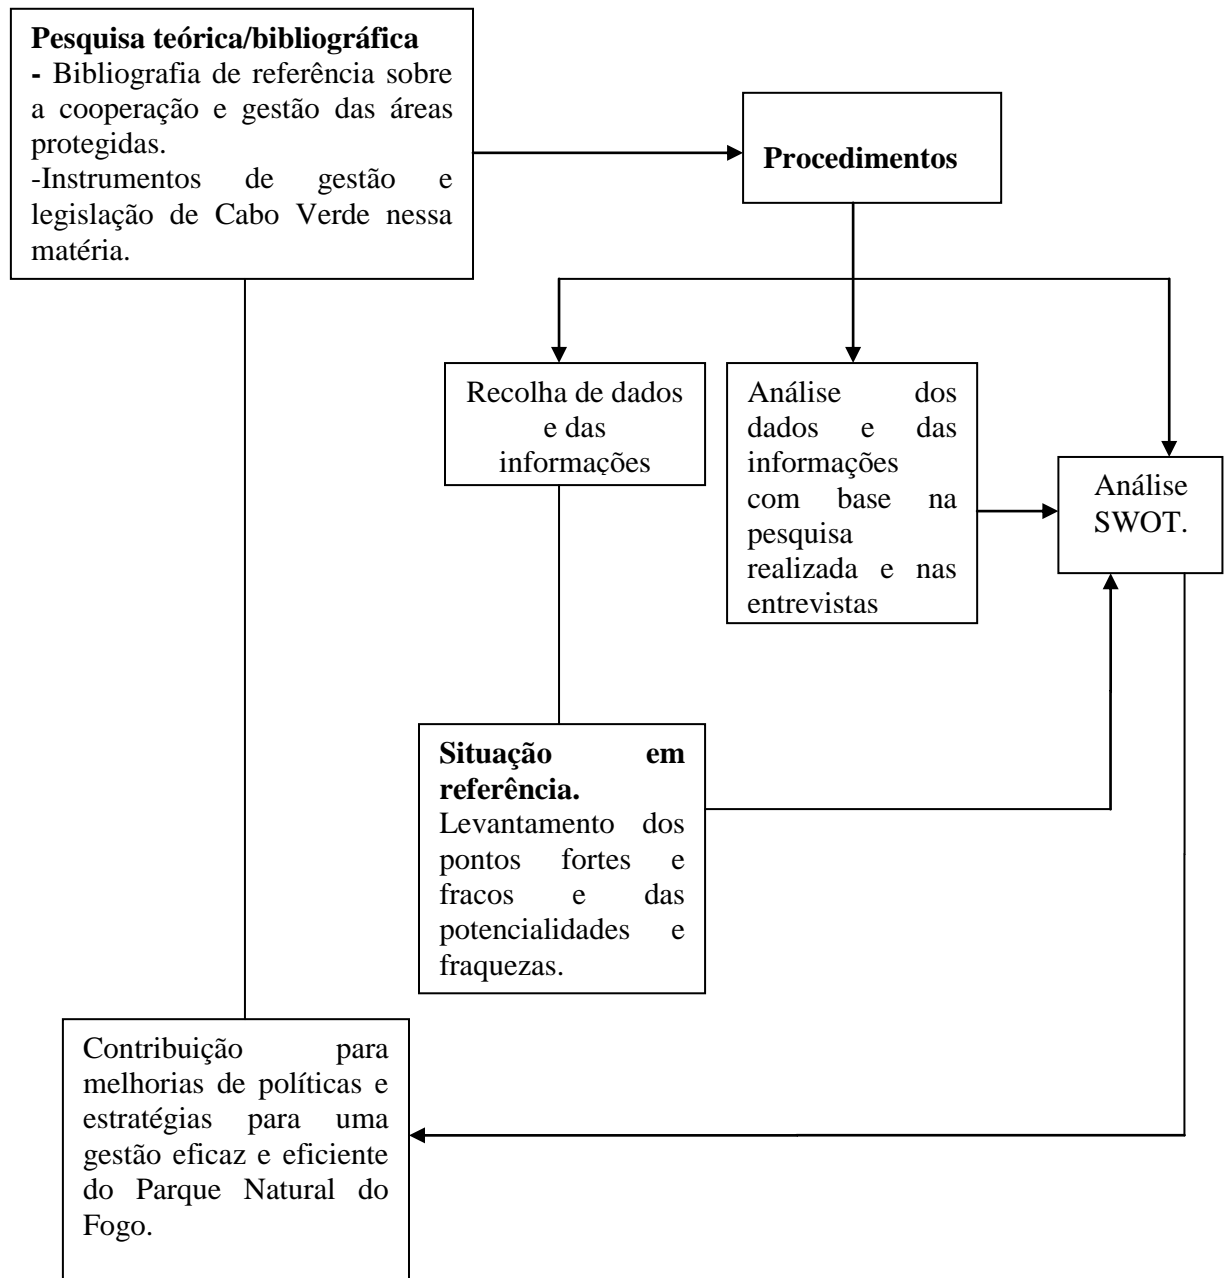 Pesquisa teórica/bibliográfica
- Bibliografia de referência sobre
a cooperação e gestão das áreas
protegidas.
-Instrumentos de gestão e
legislação de Cabo Verde nessa
matéria.
Procedimentos
Recolha de dados
e das
informações
Análise dos
dados e das
informações
com base na
pesquisa
realizada e nas
entrevistas
Análise
SWOT.
Situação em
referência.
Levantamento dos
pontos fortes e
fracos e das
potencialidades e
fraquezas.
Contribuição para
melhorias de políticas e
estratégias para uma
gestão eficaz e eficiente
do Parque Natural do
Fogo.